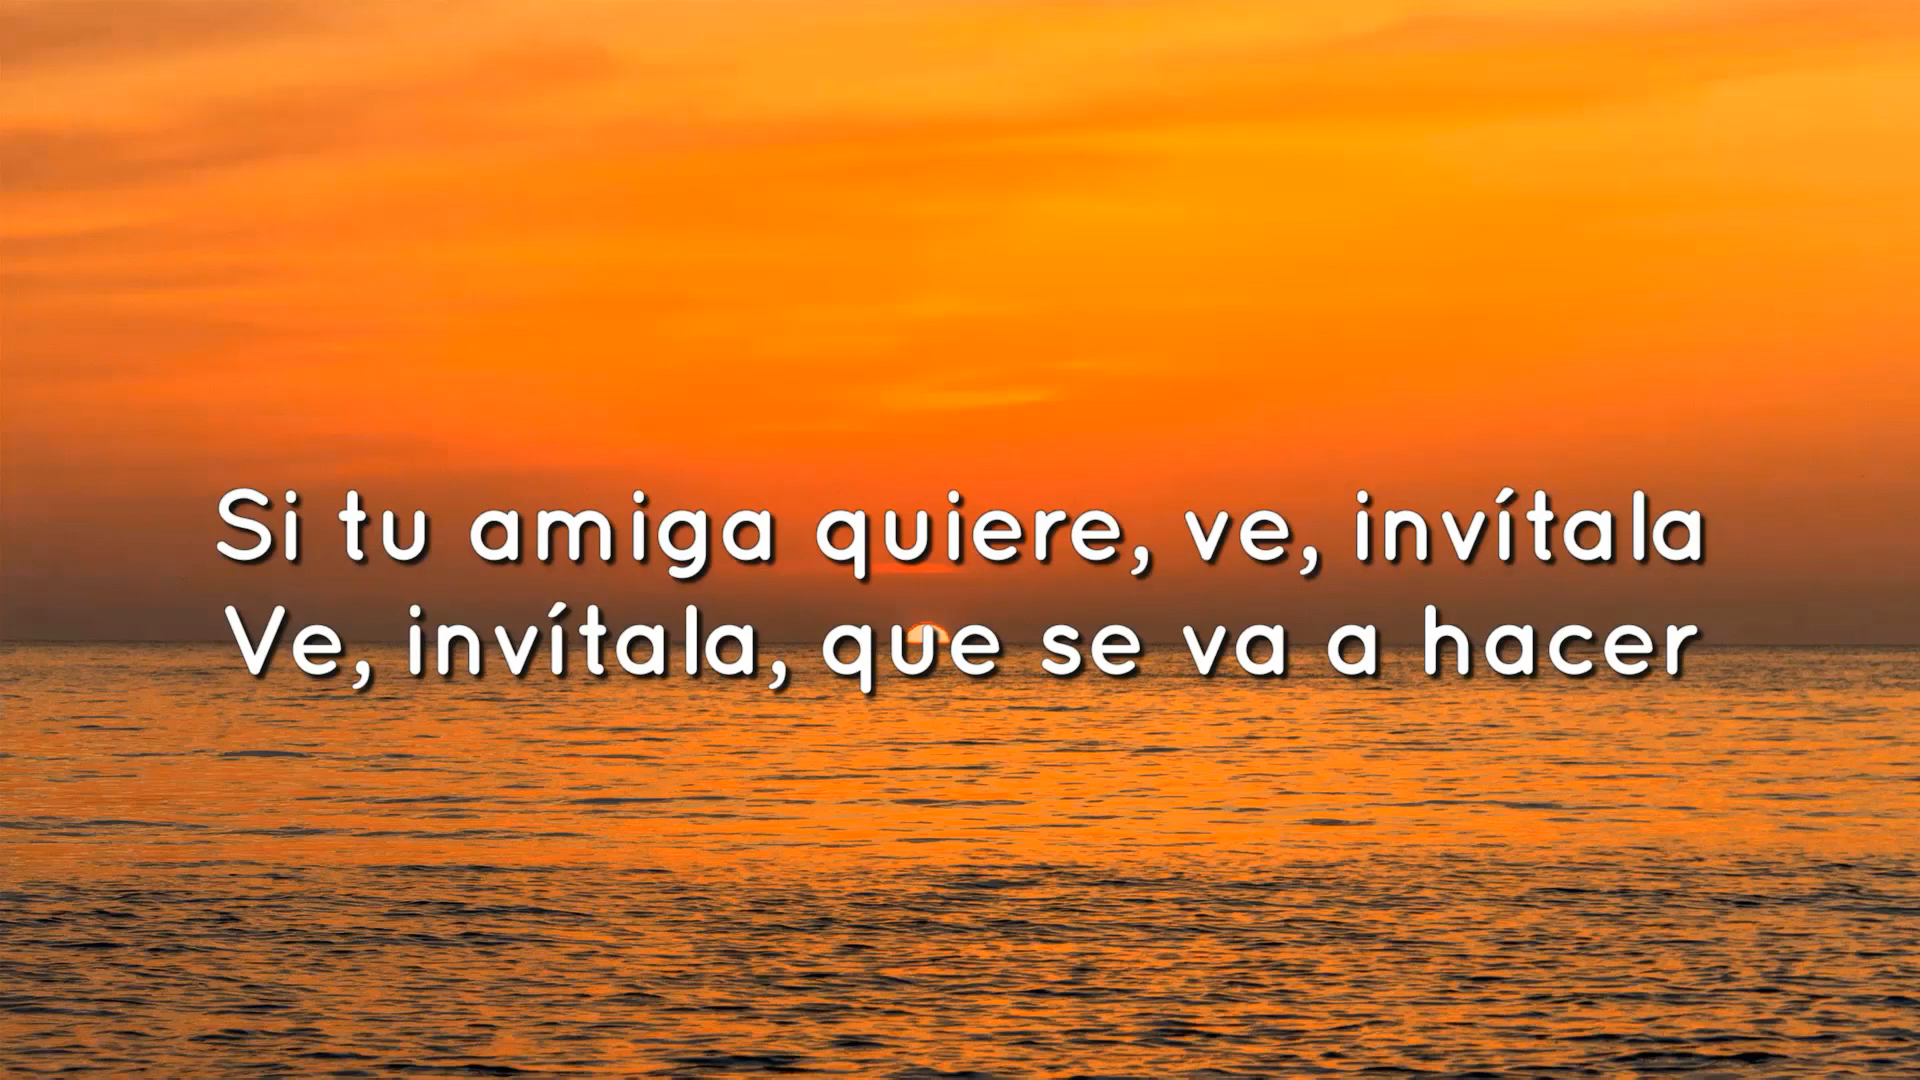 Si tu amiga quiere, ve, invítala
Ve, invítala, que se va a hacer